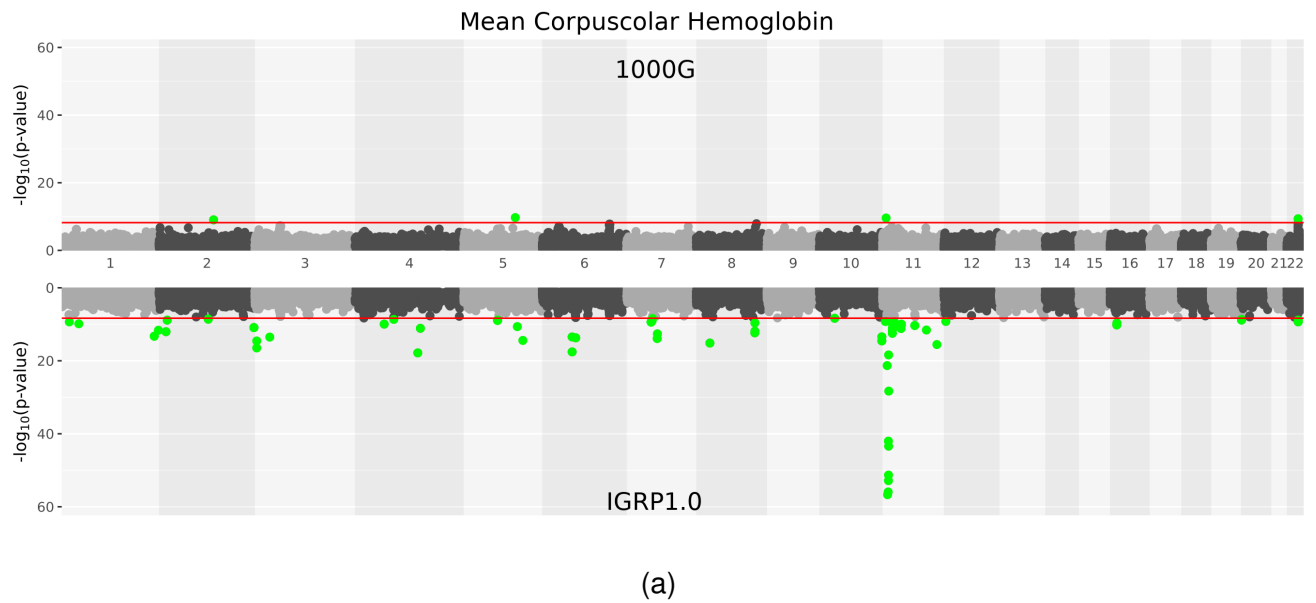 Mean Corpuscolar Hemoglobin
1000G
-log10(p-value)
60
40
20
0
1 2 3 4 5 6 7 8 9 10 11 12 13 14 15 16 17 18 19 20 21 22
-log10(p-value)
0
20
40
60
IGRP1.0
(a)